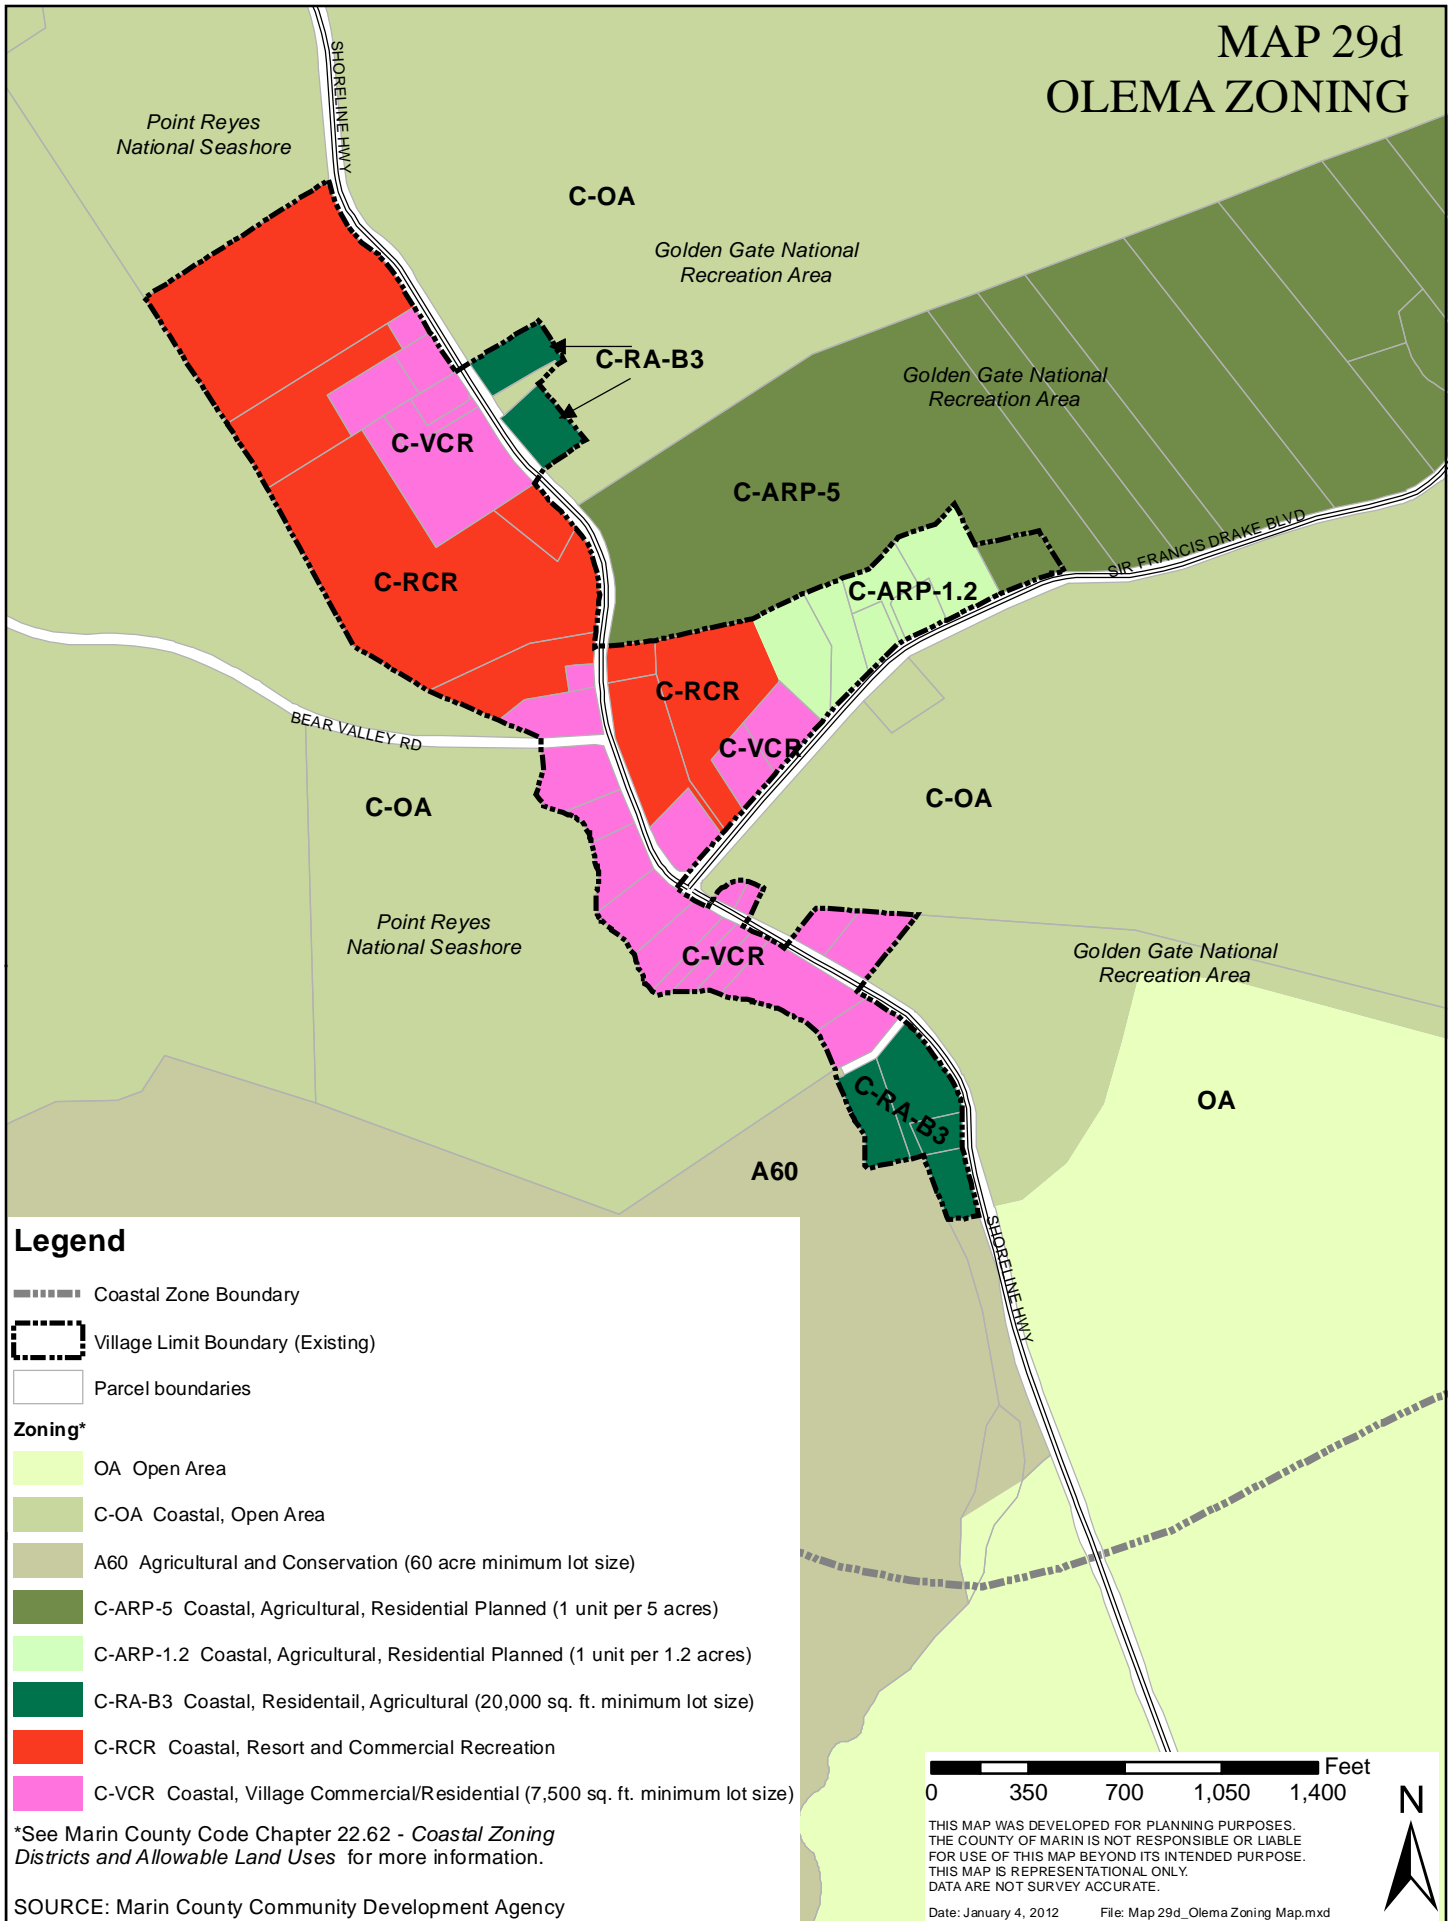 MAP 29d
OLEMA ZONING
SHORELINE HWY
Point Reyes
National Seashore
C-OA
Golden Gate National
Recreation Area
C-RA-B3
Golden Gate National
Recreation Area
C-VCR
C-ARP-5
SIR FRANCIS DRAKE BLVD
C-RCR
C-ARP-1.2
C-RCR
BEAR VALLEY RD
C-VCR
C-OA
C-OA
Point Reyes
National Seashore
C-VCR
Golden Gate National
Recreation Area
C-RA-B3
OA
A60
SHORELINE HWY
Legend
Coastal Zone Boundary
Village Limit Boundary (Existing)
Parcel boundaries
Zoning*
OA Open Area
C-OA Coastal, Open Area
A60 Agricultural and Conservation (60 acre minimum lot size)
C-ARP-5 Coastal, Agricultural, Residential Planned (1 unit per 5 acres)
C-ARP-1.2 Coastal, Agricultural, Residential Planned (1 unit per 1.2 acres)
C-RA-B3 Coastal, Residentail, Agricultural (20,000 sq. ft. minimum lot size)
C-RCR Coastal, Resort and Commercial Recreation
C-VCR Coastal, Village Commercial/Residential (7,500 sq. ft. minimum lot size)
*See Marin County Code Chapter 22.62 - Coastal Zoning
Districts and Allowable Land Uses for more information.
SOURCE: Marin County Community Development Agency
Feet
0 350 700 1,050 1,400
N
THIS MAP WAS DEVELOPED FOR PLANNING PURPOSES.
THE COUNTY OF MARIN IS NOT RESPONSIBLE OR LIABLE
FOR USE OF THIS MAP BEYOND ITS INTENDED PURPOSE.
THIS MAP IS REPRESENTATIONAL ONLY.
DATA ARE NOT SURVEY ACCURATE.
Date: January 4, 2012 File: Map 29d_Olema Zoning Map.mxd